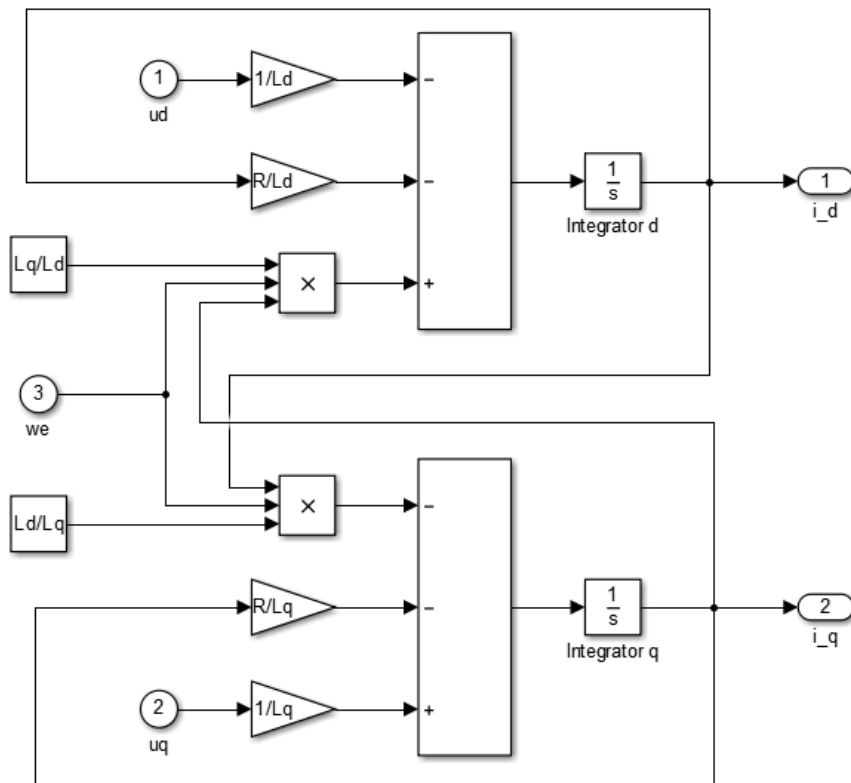 1
ud
1/Ld
−
R/Ld
−
1
s
Integrator d
1
i_d
Lq/Ld
×
+
3
we
Ld/Lq
×
−
R/Lq
−
1
s
Integrator q
2
i_q
2
uq
1/Lq
+